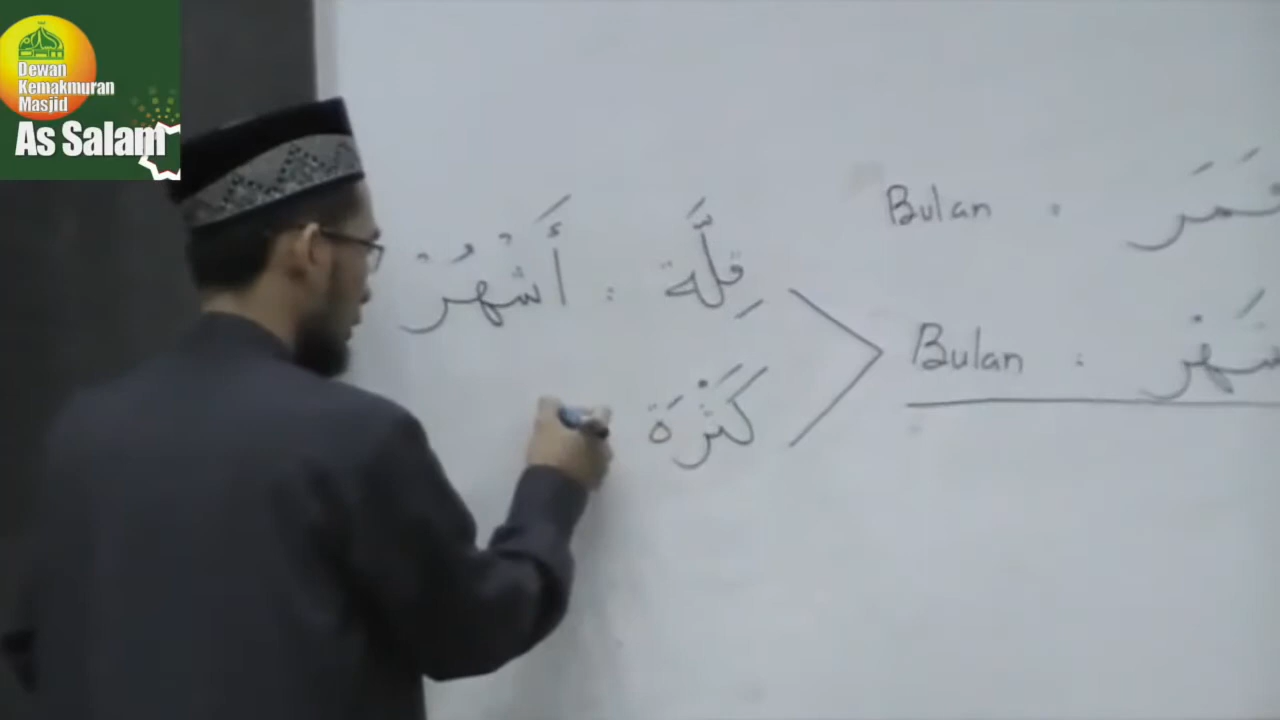 Dewan
Kemakmuran
Masjid
As Salam
Bulan : قَمَر
Bulan : شَهْر
قِلَّة : أَشْهُرٌ
كَثْرَة